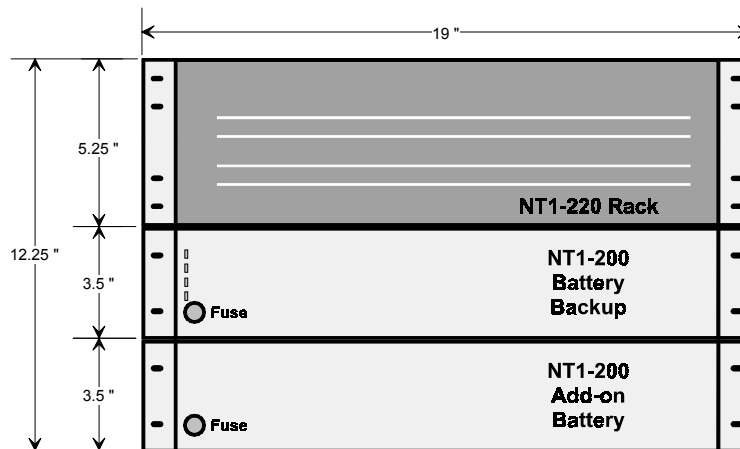 19 "
5.25 "
NT1-220 Rack
12.25 "
3.5 "
NT1-200
Battery
Backup
Fuse
3.5 "
NT1-200
Add-on
Battery
Fuse